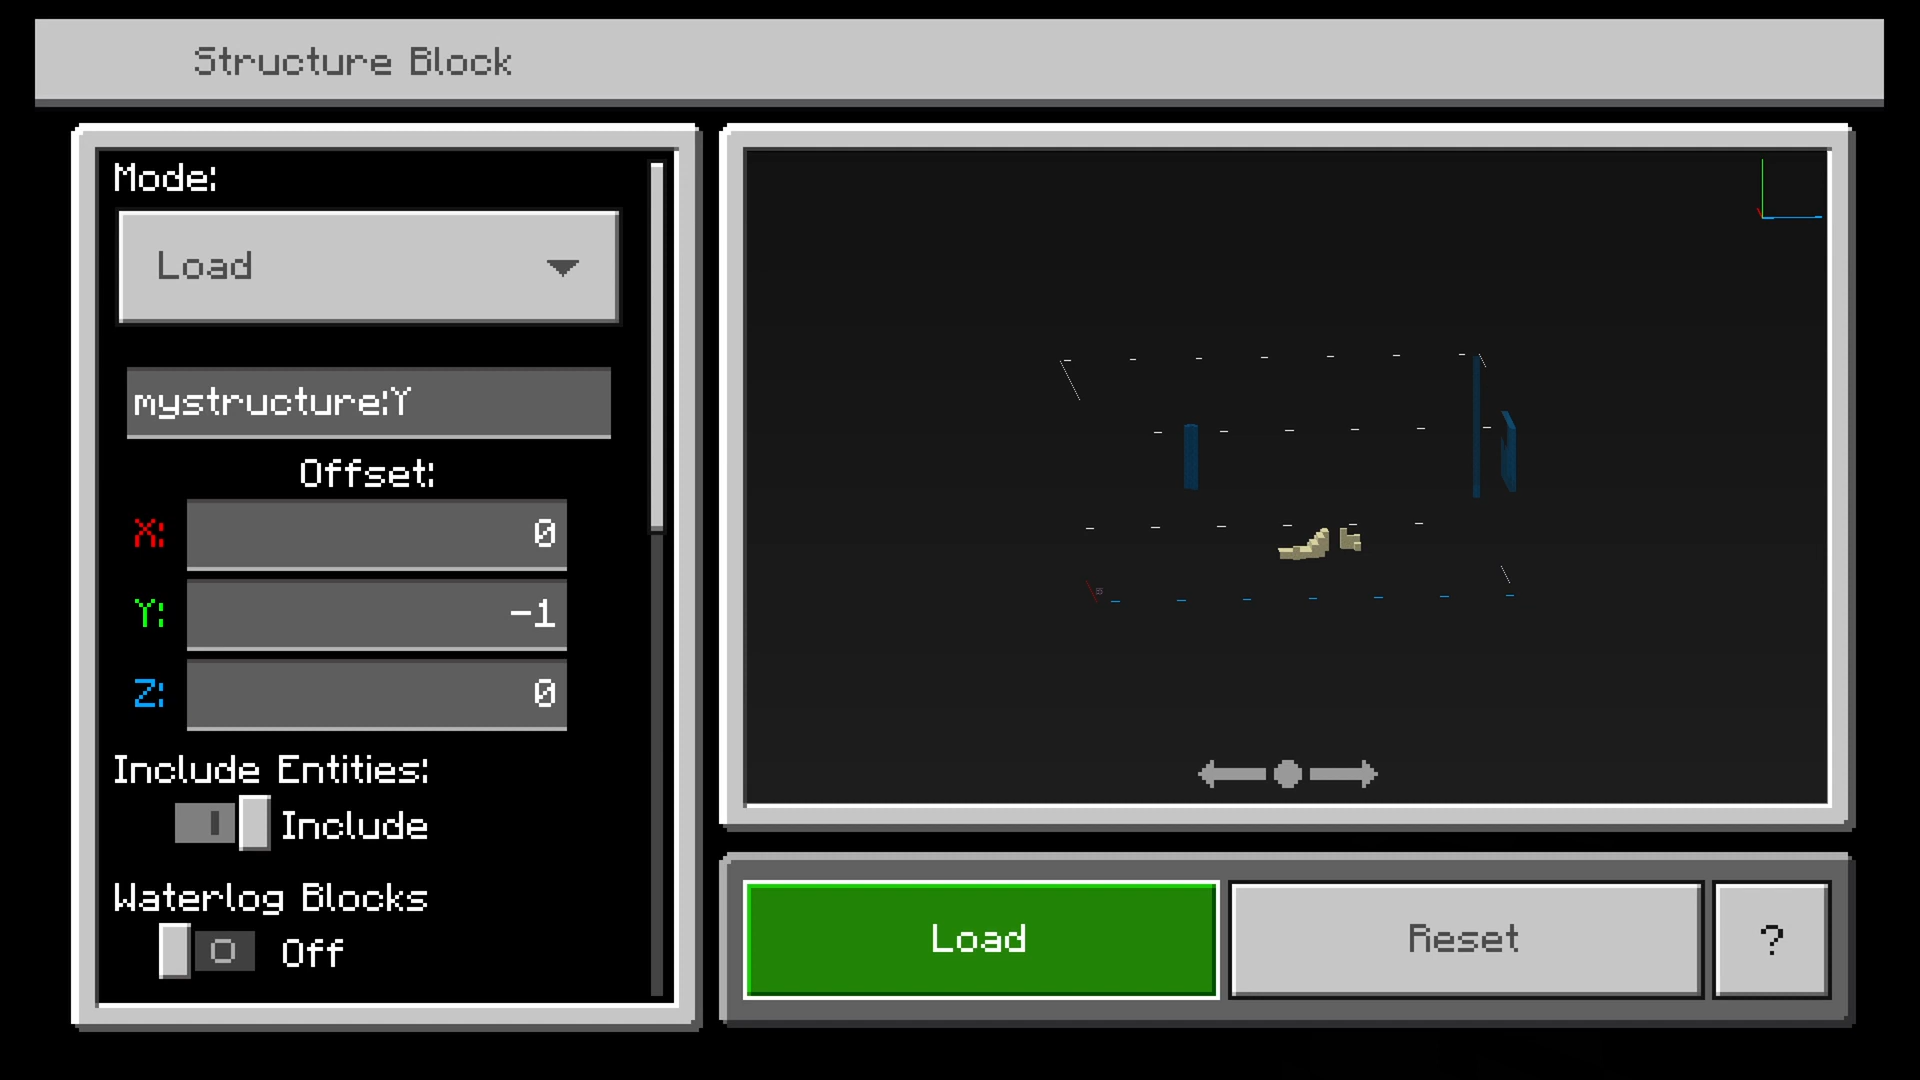 Structure Block
Mode:
Load
mystructure:Y
Offset:
X: 0
Y: -1
Z: 0
Include Entities:
Include
Waterlog Blocks
Off
Load
Reset
?